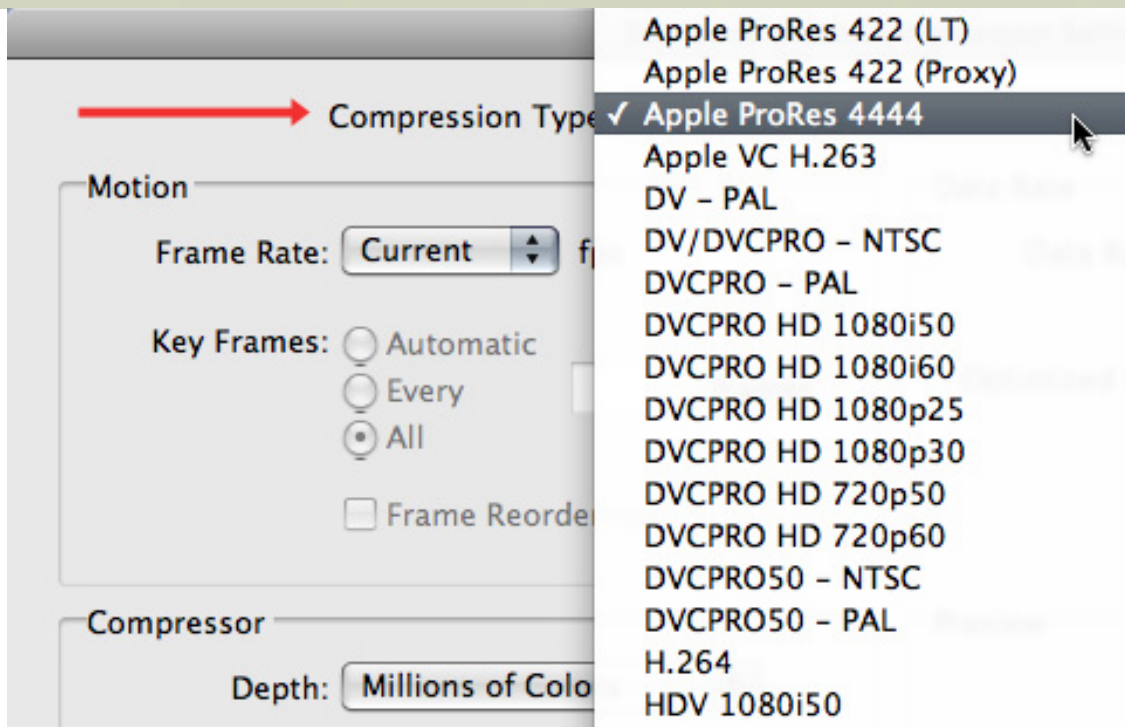 Compression Type
Motion
Frame Rate: Current
Key Frames: Automatic
Every
All
Frame
Compressor
Depth: Millions of
Apple ProRes 422 (LT)
Apple ProRes 422 (Proxy)
✓ Apple ProRes 4444
Apple VC H.263
DV – PAL
DV/DVCPRO – NTSC
DVCPRO – PAL
DVCPRO HD 1080i50
DVCPRO HD 1080i60
DVCPRO HD 1080p25
DVCPRO HD 1080p30
DVCPRO HD 720p50
DVCPRO HD 720p60
DVCPRO50 – NTSC
DVCPRO50 – PAL
H.264
HDV 1080i50